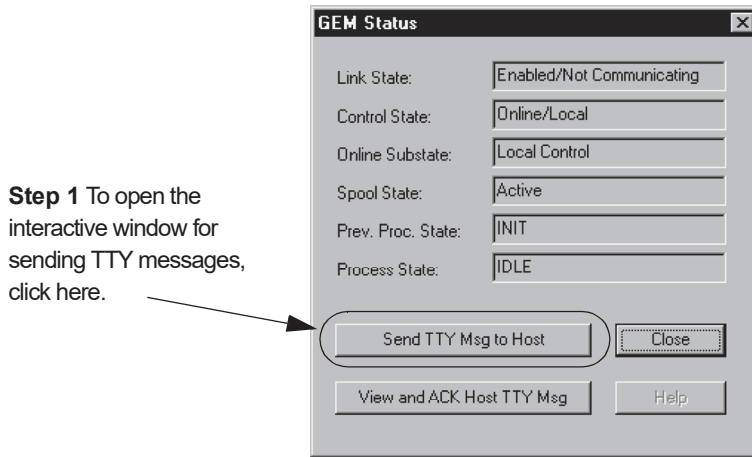 GEM Status
Link State: Enabled/Not Communicating
Control State: Online/Local
Online Substate: Local Control
Spool State: Active
Prev. Proc. State: INIT
Process State: IDLE
Step 1 To open the
interactive window for
sending TTY messages,
click here.
Send TTY Msg to Host Close
View and ACK Host TTY Msg Help